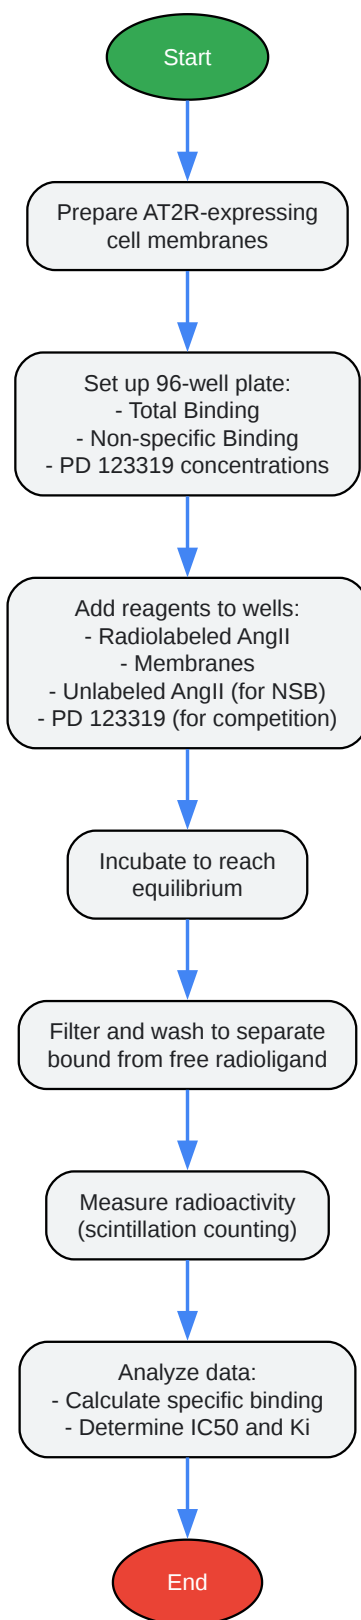 Start
Prepare AT2R-expressing
cell membranes
Set up 96-well plate:
- Total Binding
- Non-specific Binding
- PD 123319 concentrations
Add reagents to wells:
- Radiolabeled AngII
- Membranes
- Unlabeled AngII (for NSB)
- PD 123319 (for competition)
Incubate to reach
equilibrium
Filter and wash to separate
bound from free radioligand
Measure radioactivity
(scintillation counting)
Analyze data:
- Calculate specific binding
- Determine IC50 and Ki
End